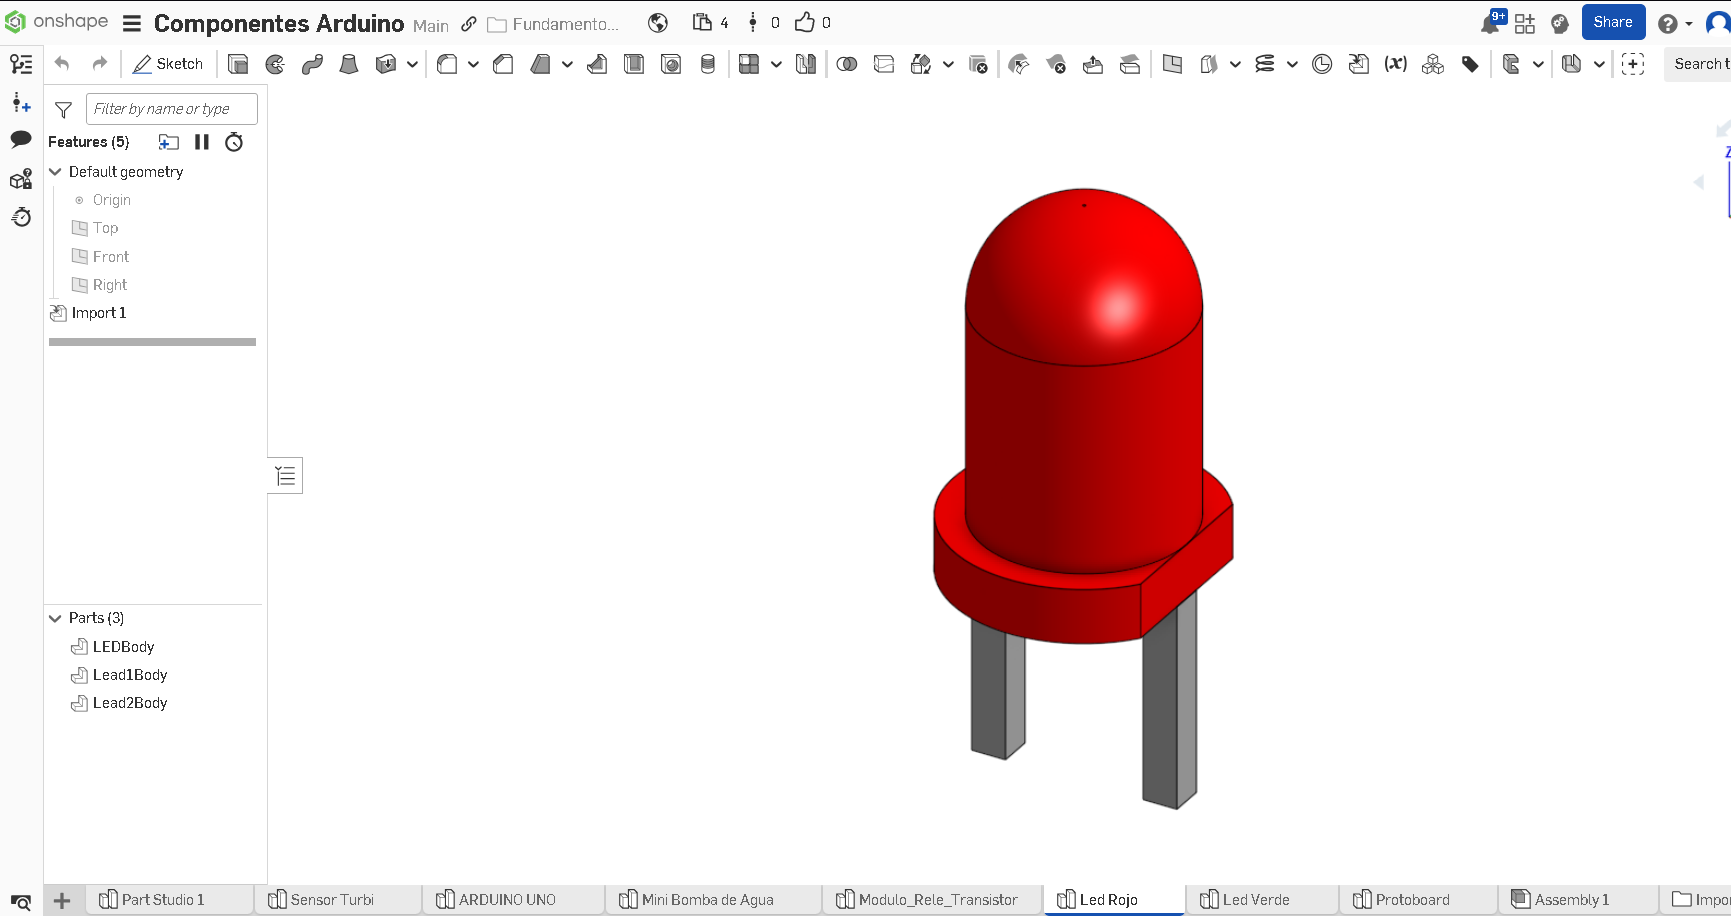 onshape Componentes Arduino Main Fundamento... 4 0 0 9+ Share
Sketch (x) Search t
Filter by name or type
Features (5)
Default geometry
Origin
Top
Front
Right
Import 1
Z
Parts (3)
LEDBody
Lead1Body
Lead2Body
Part Studio 1 Sensor Turbi ARDUINO UNO Mini Bomba de Agua Modulo_Rele_Transistor Led Rojo Led Verde Protoboard Assembly 1 Impo